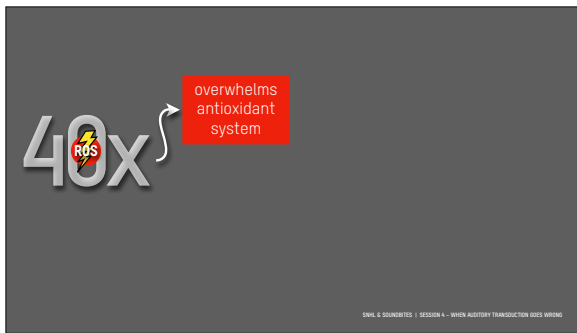 overwhelms
antioxidant
system
40x
ROS
SNHL & SOUNDBITES | SESSION 4 – WHEN AUDITORY TRANSDUCTION GOES WRONG